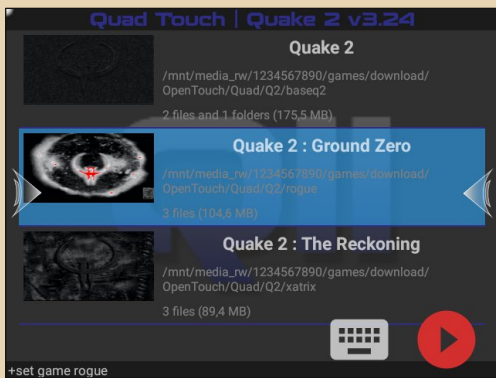 Quad Touch | Quake 2 v3.24
Quake 2
/mnt/media_rw/1234567890/games/download/
OpenTouch/Quad/Q2/baseq2
2 files and 1 folders (175,5 MB)
Quake 2 : Ground Zero
/mnt/media_rw/1234567890/games/download/
OpenTouch/Quad/Q2/rogue
3 files (104,6 MB)
Quake 2 : The Reckoning
/mnt/media_rw/1234567890/games/download/
OpenTouch/Quad/Q2/xatrix
3 files (89,4 MB)
+set game rogue